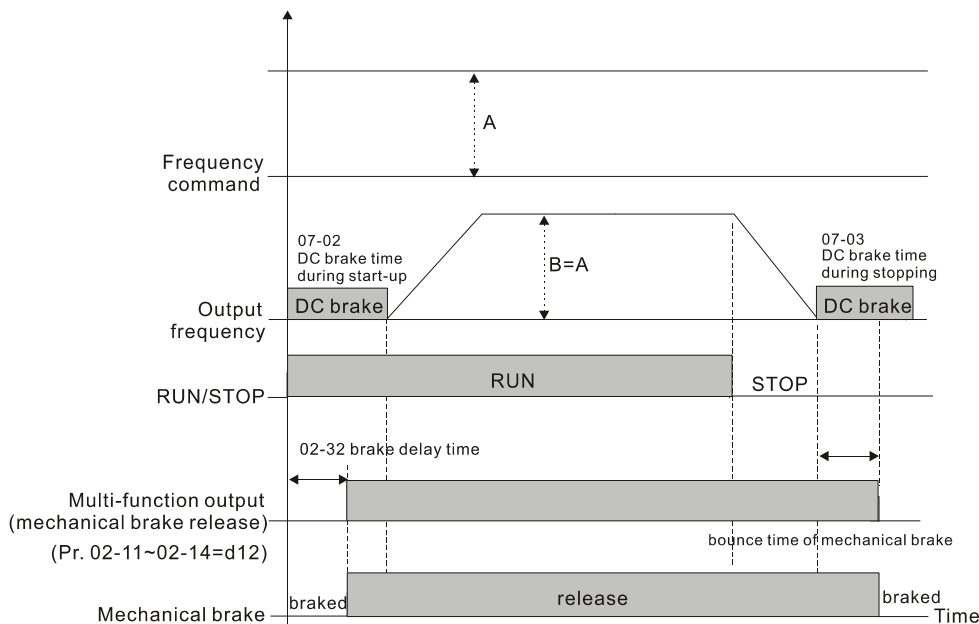 A
Frequency
command
07-02
DC brake time
during start-up
B=A
07-03
DC brake time
during stopping
DC brake
DC brake
Output
frequency
RUN
STOP
RUN/STOP
02-32 brake delay time
Multi-function output
(mechanical brake release)
(Pr. 02-11~02-14=d12)
bounce time of mechanical brake
braked
release
braked
Mechanical brake
Time